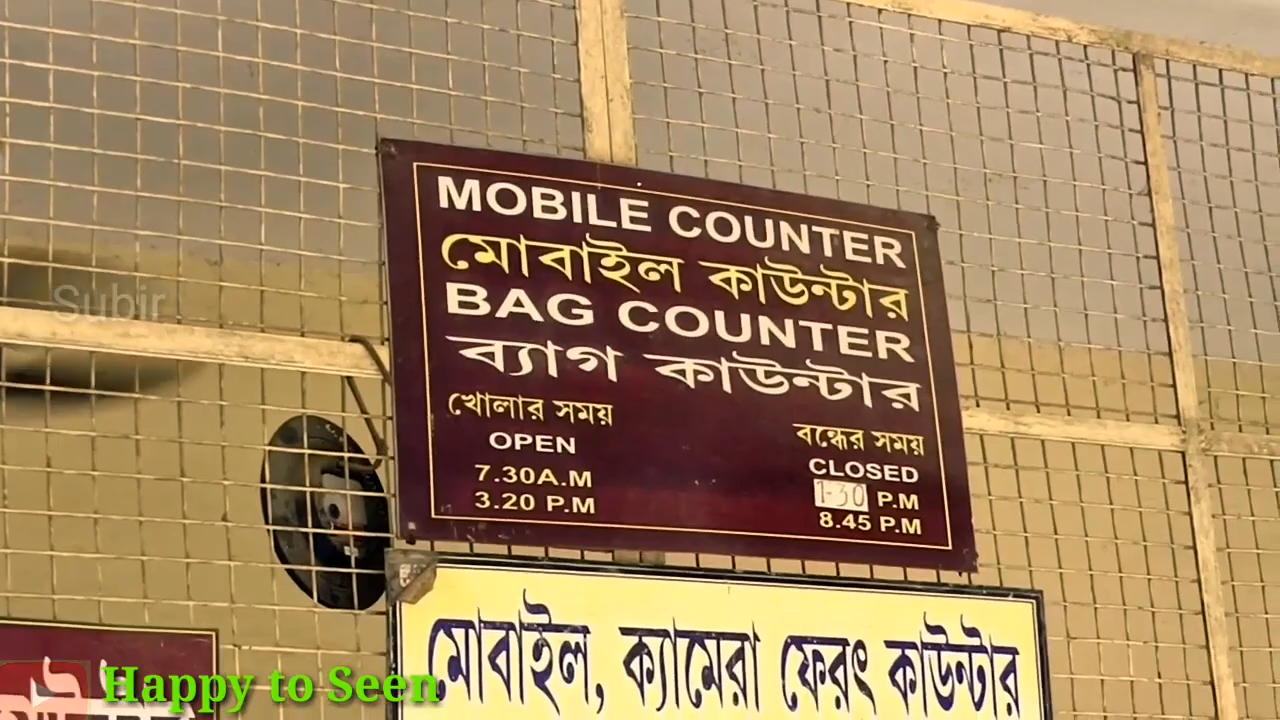 MOBILE COUNTER
মোবাইল কাউন্টার
BAG COUNTER
ব্যাগ কাউন্টার
খোলার সময়
OPEN
7.30A.M
3.20 P.M
বন্ধের সময়
CLOSED
1-30 P.M
8.45 P.M
Subir
মোবাইল, ক্যামেরা ফেরৎ কাউন্টার
Happy to Seen